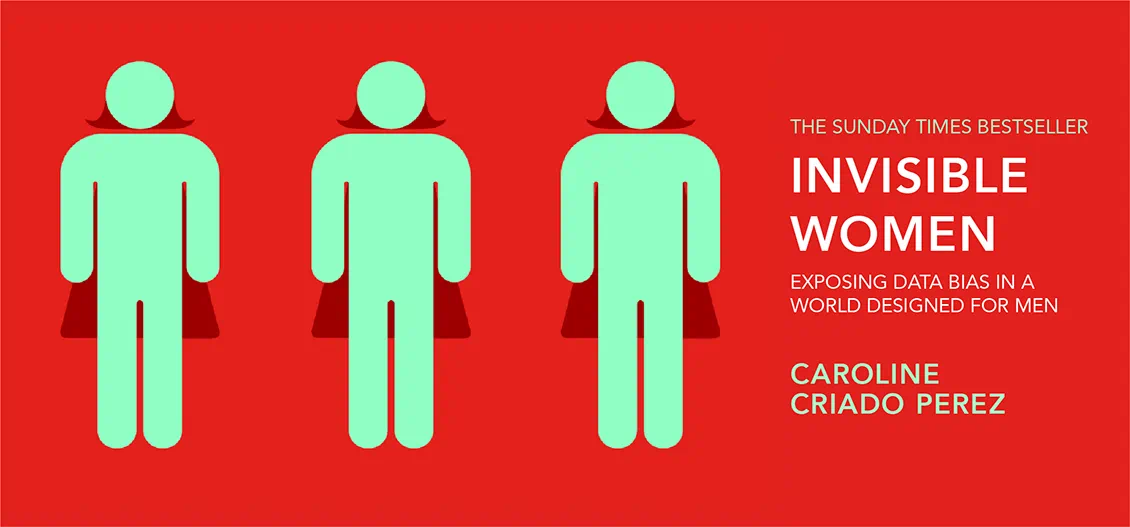 THE SUNDAY TIMES BESTSELLER
INVISIBLE
WOMEN
EXPOSING DATA BIAS IN A
WORLD DESIGNED FOR MEN
CAROLINE
CRIADO PEREZ